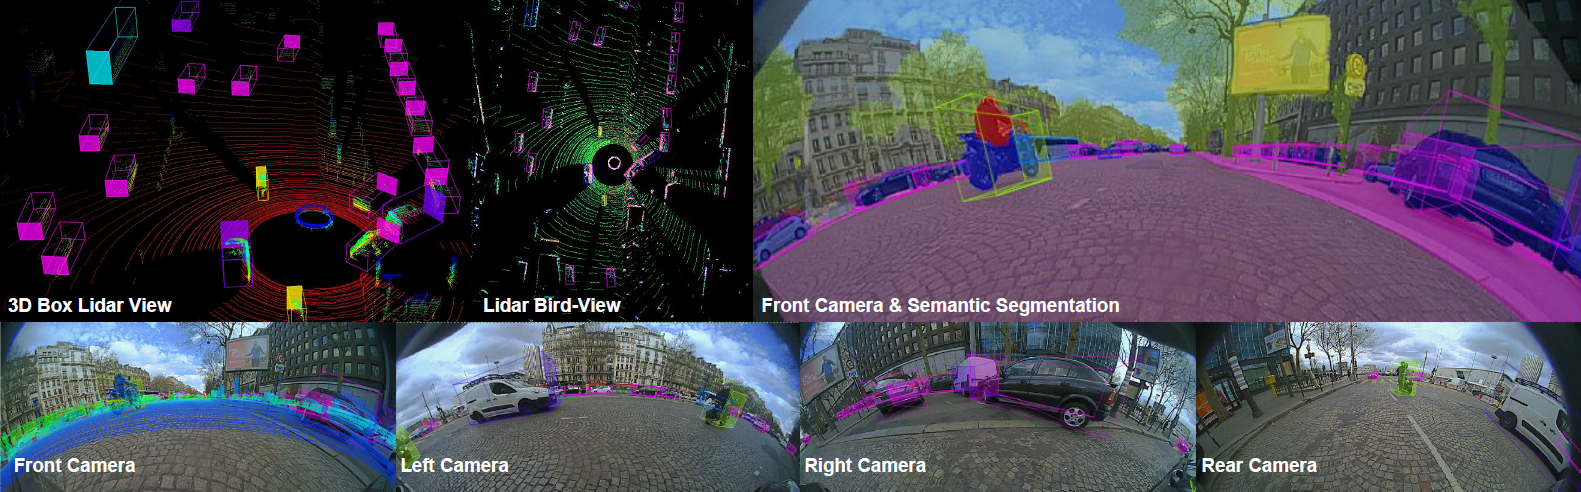 3D Box Lidar View
Lidar Bird-View
Front Camera & Semantic Segmentation
Front Camera
Left Camera
Right Camera
Rear Camera